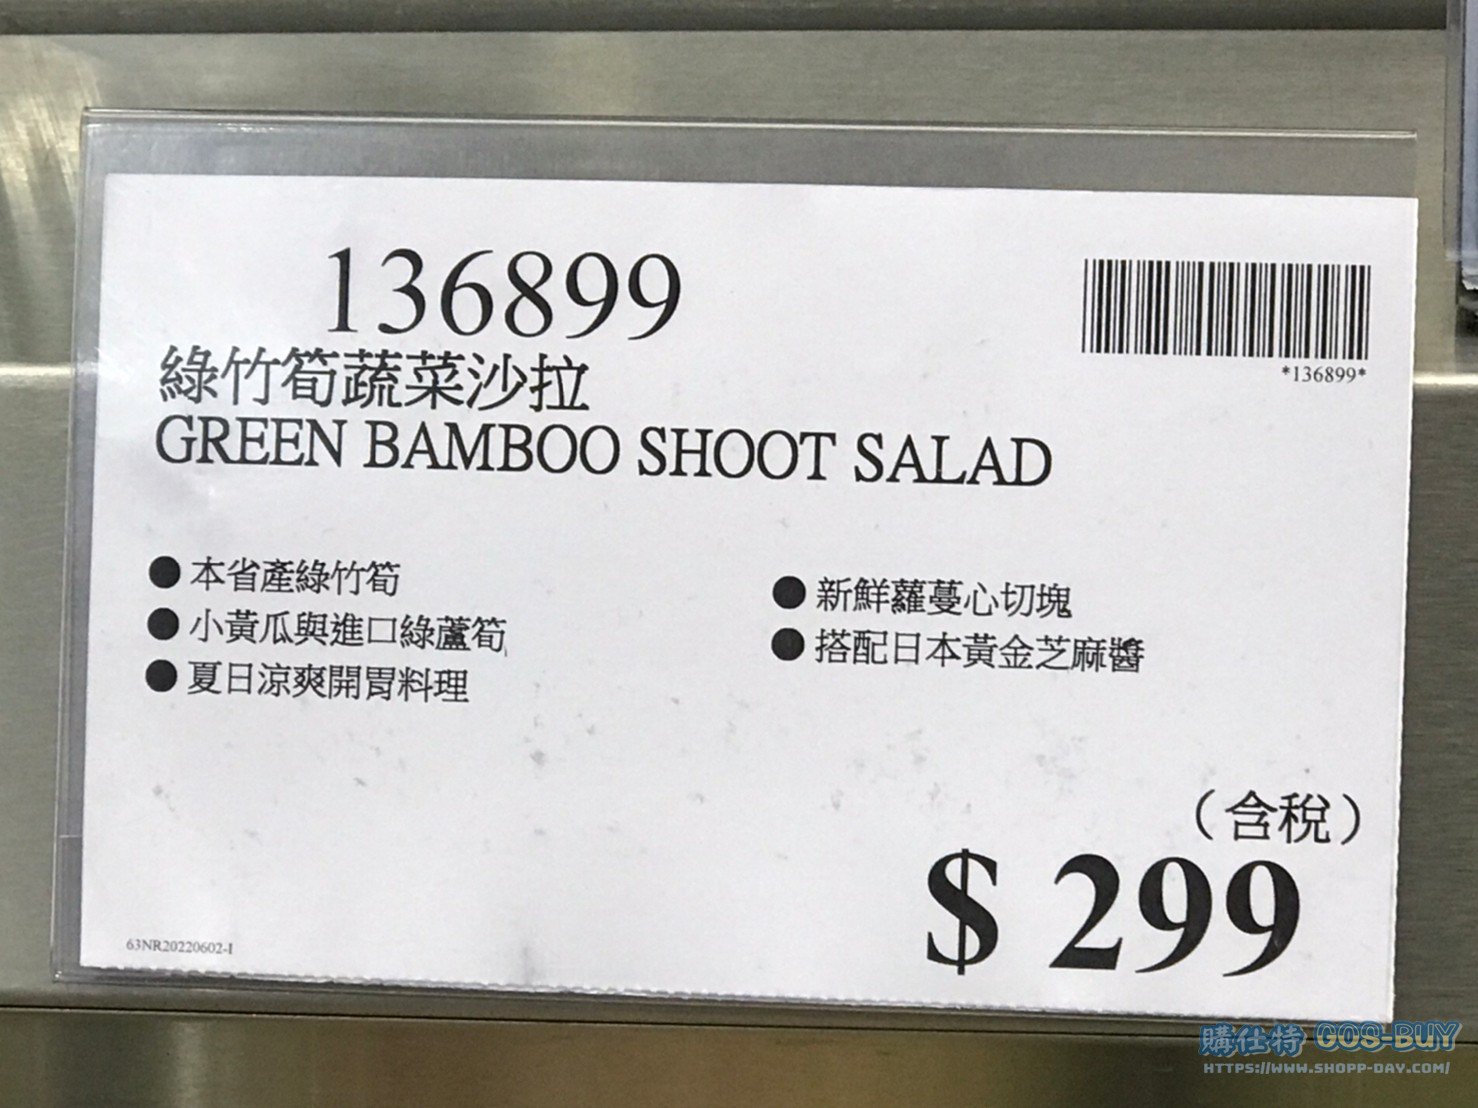 136899
*136899*
綠竹筍蔬菜沙拉
GREEN BAMBOO SHOOT SALAD
●本省產綠竹筍
●小黃瓜與進口綠蘆筍
●夏日涼爽開胃料理
●新鮮蘿蔓心切塊
●搭配日本黃金芝麻醬
（含稅）
$ 299
63NR20220602-I
購仕特 GOS-BUY
HTTPS://WWW.SHOPP-DAY.COM/